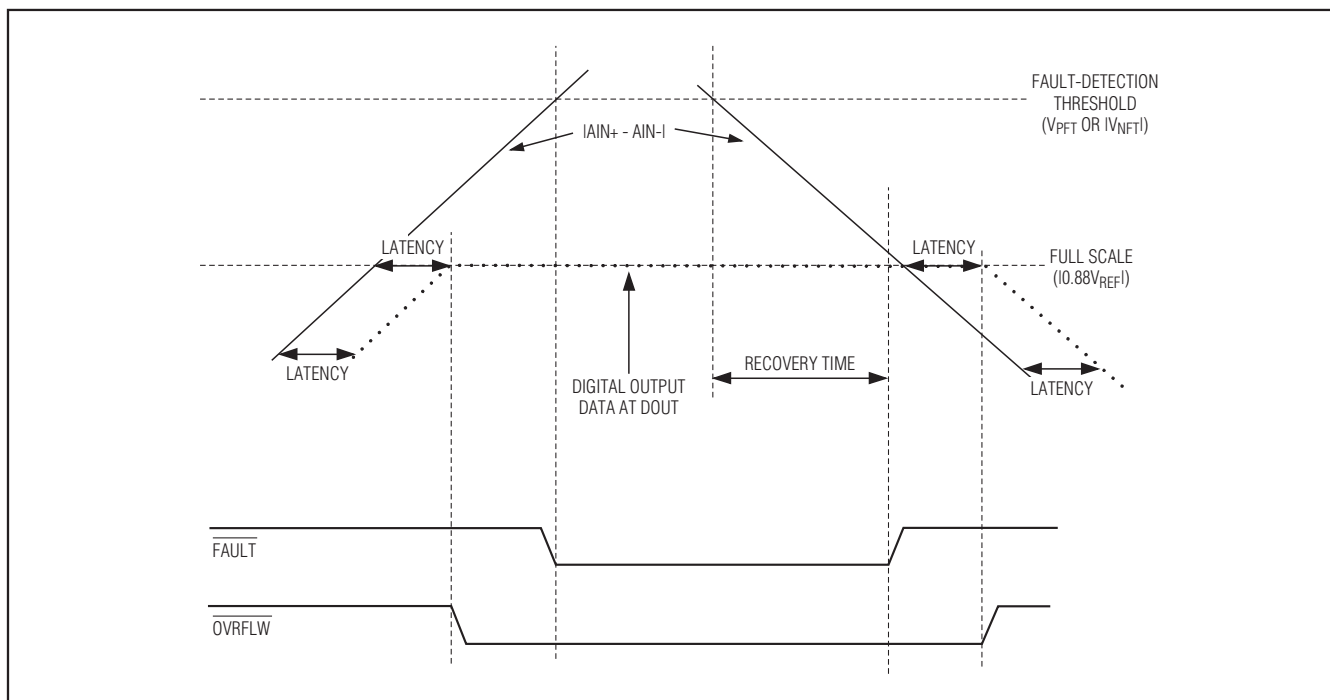 FAULT-DETECTION
THRESHOLD
(VPFT OR |VNFT|)
|AIN+ - AIN-|
LATENCY
LATENCY
FULL SCALE
(|0.88VREF|)
LATENCY
DIGITAL OUTPUT
DATA AT DOUT
RECOVERY TIME
LATENCY
FAULT
OVRFLW